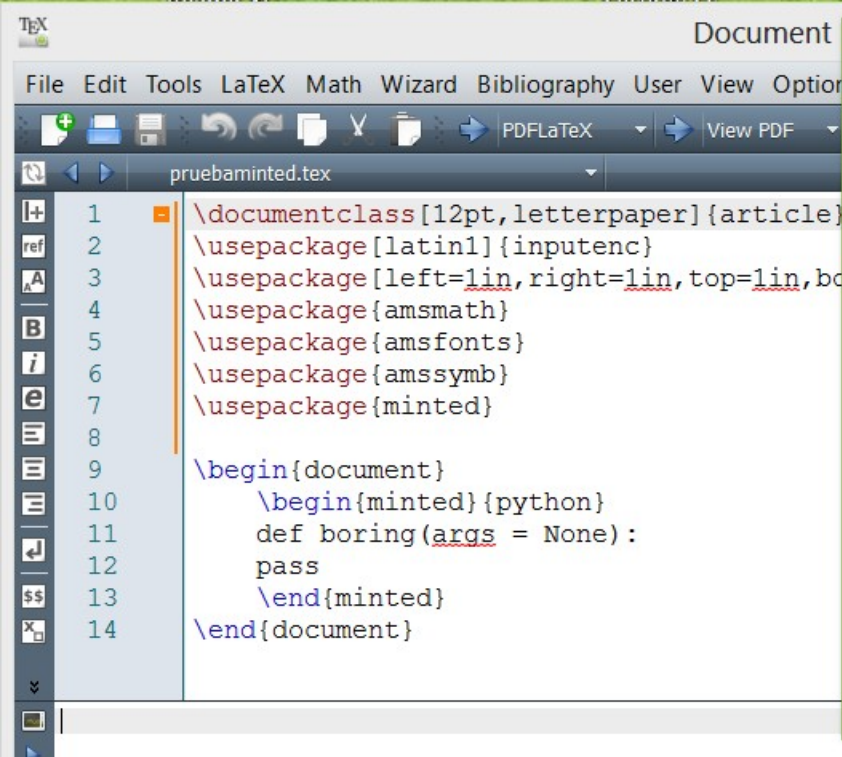 TEX
Document
File Edit Tools LaTeX Math Wizard Bibliography User View
PDFLaTeX View PDF
pruebaminted.tex
1 \documentclass[12pt,letterpaper]{article}
2 \usepackage[latin1]{inputenc}
3 \usepackage[left=1in,right=1in,top=1in,
4 \usepackage{amsmath}
ref
5 \usepackage{amsfonts}
6 \usepackage{amssymb}
7 \usepackage{minted}
8
9 \begin{document}
10 \begin{minted}{python}
11 def boring(args = None):
12 pass
13 \end{minted}
14 \end{document}
AA
B
i
e
$$